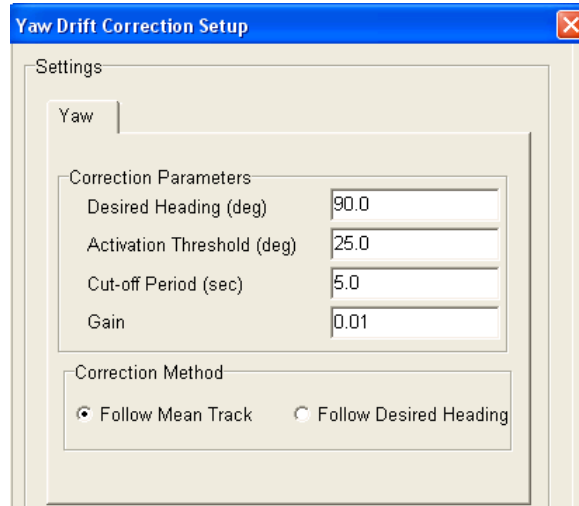 Yaw Drift Correction Setup
Settings
Yaw
Correction Parameters
Desired Heading (deg) 90.0
Activation Threshold (deg) 25.0
Cut-off Period (sec) 5.0
Gain 0.01
Correction Method
Follow Mean Track Follow Desired Heading